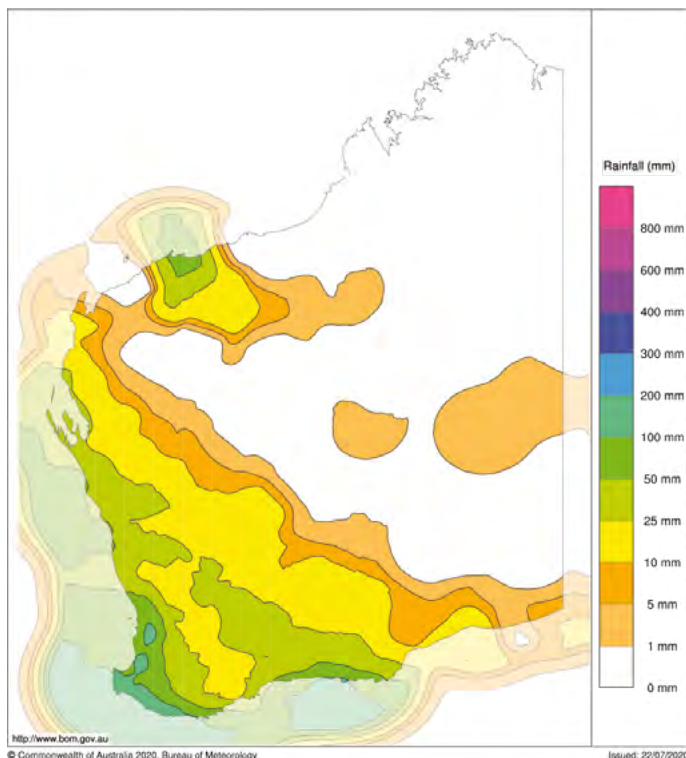 Rainfall (mm)
800 mm
600 mm
400 mm
300 mm
200 mm
100 mm
50 mm
25 mm
10 mm
5 mm
1 mm
0 mm
http://www.bom.gov.au
© Commonwealth of Australia 2020, Bureau of Meteorology
Issued: 22/07/2020